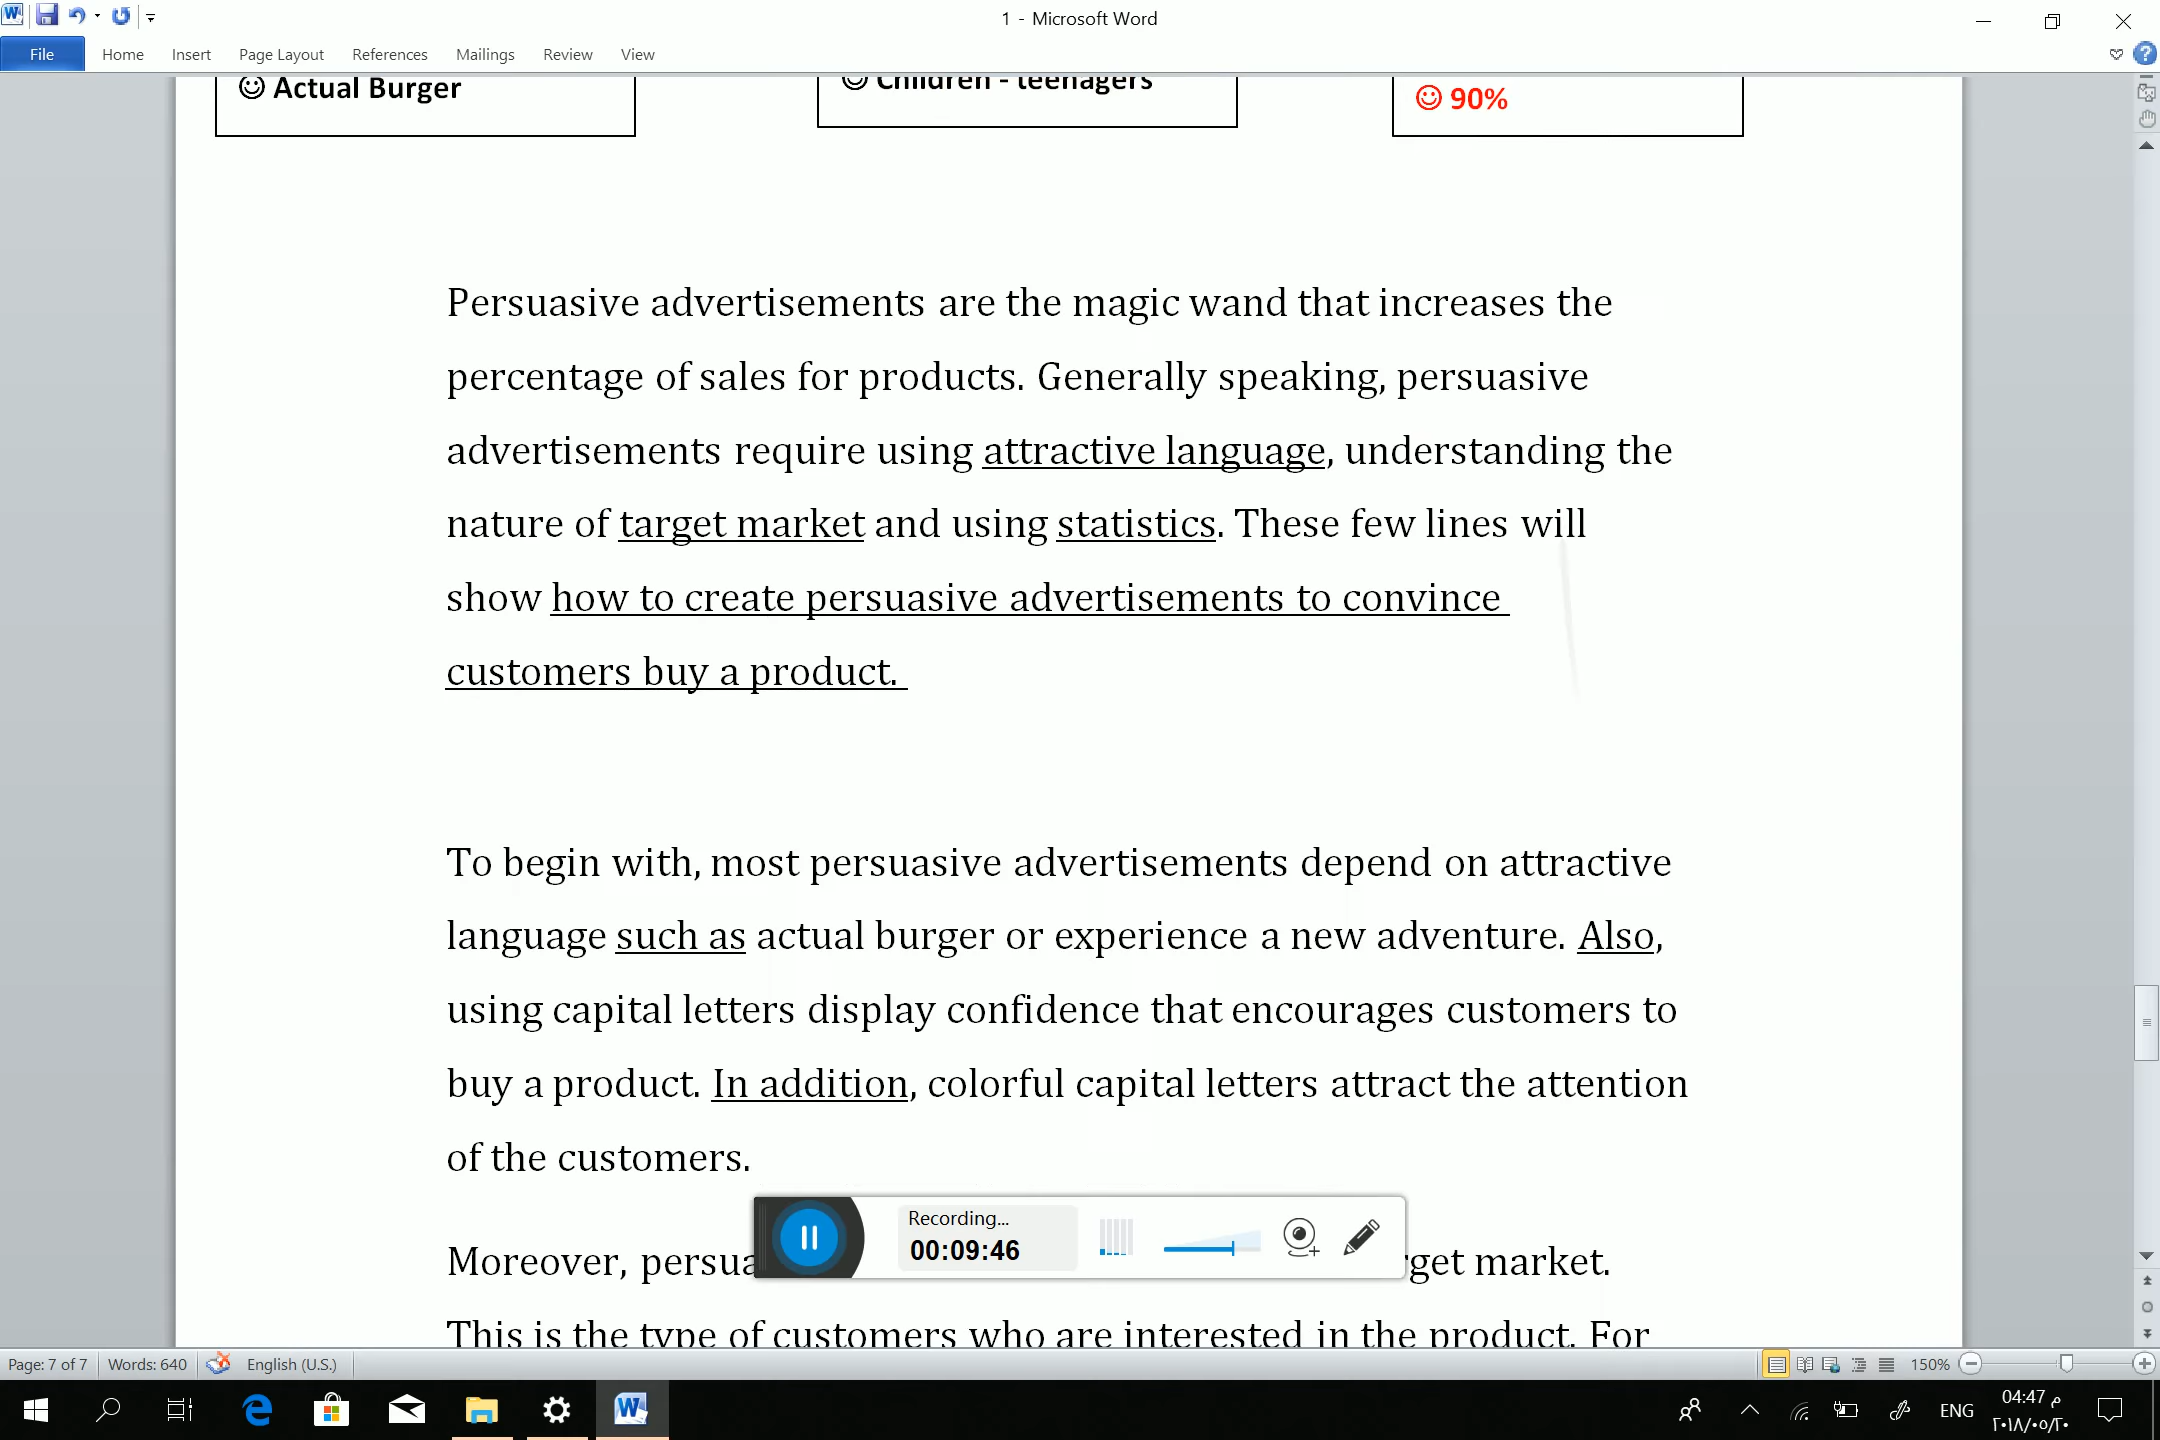 1 - Microsoft Word
File Home Insert Page Layout References Mailings Review View
☺ Actual Burger
☺ Children - teenagers
☺ 90%
Persuasive advertisements are the magic wand that increases the
percentage of sales for products. Generally speaking, persuasive
advertisements require using attractive language, understanding the
nature of target market and using statistics. These few lines will
show how to create persuasive advertisements to convince
customers buy a product.
To begin with, most persuasive advertisements depend on attractive
language such as actual burger or experience a new adventure. Also,
using capital letters display confidence that encourages customers to
buy a product. In addition, colorful capital letters attract the attention
of the customers.
Recording...
00:09:46
Moreover, rget market.
This is the type of customers who are interested in the product. For
Page: 7 of 7 Words: 640 English (U.S.) 150%
ENG
04:47 م
٢٠١٨/٠٥/٢٠